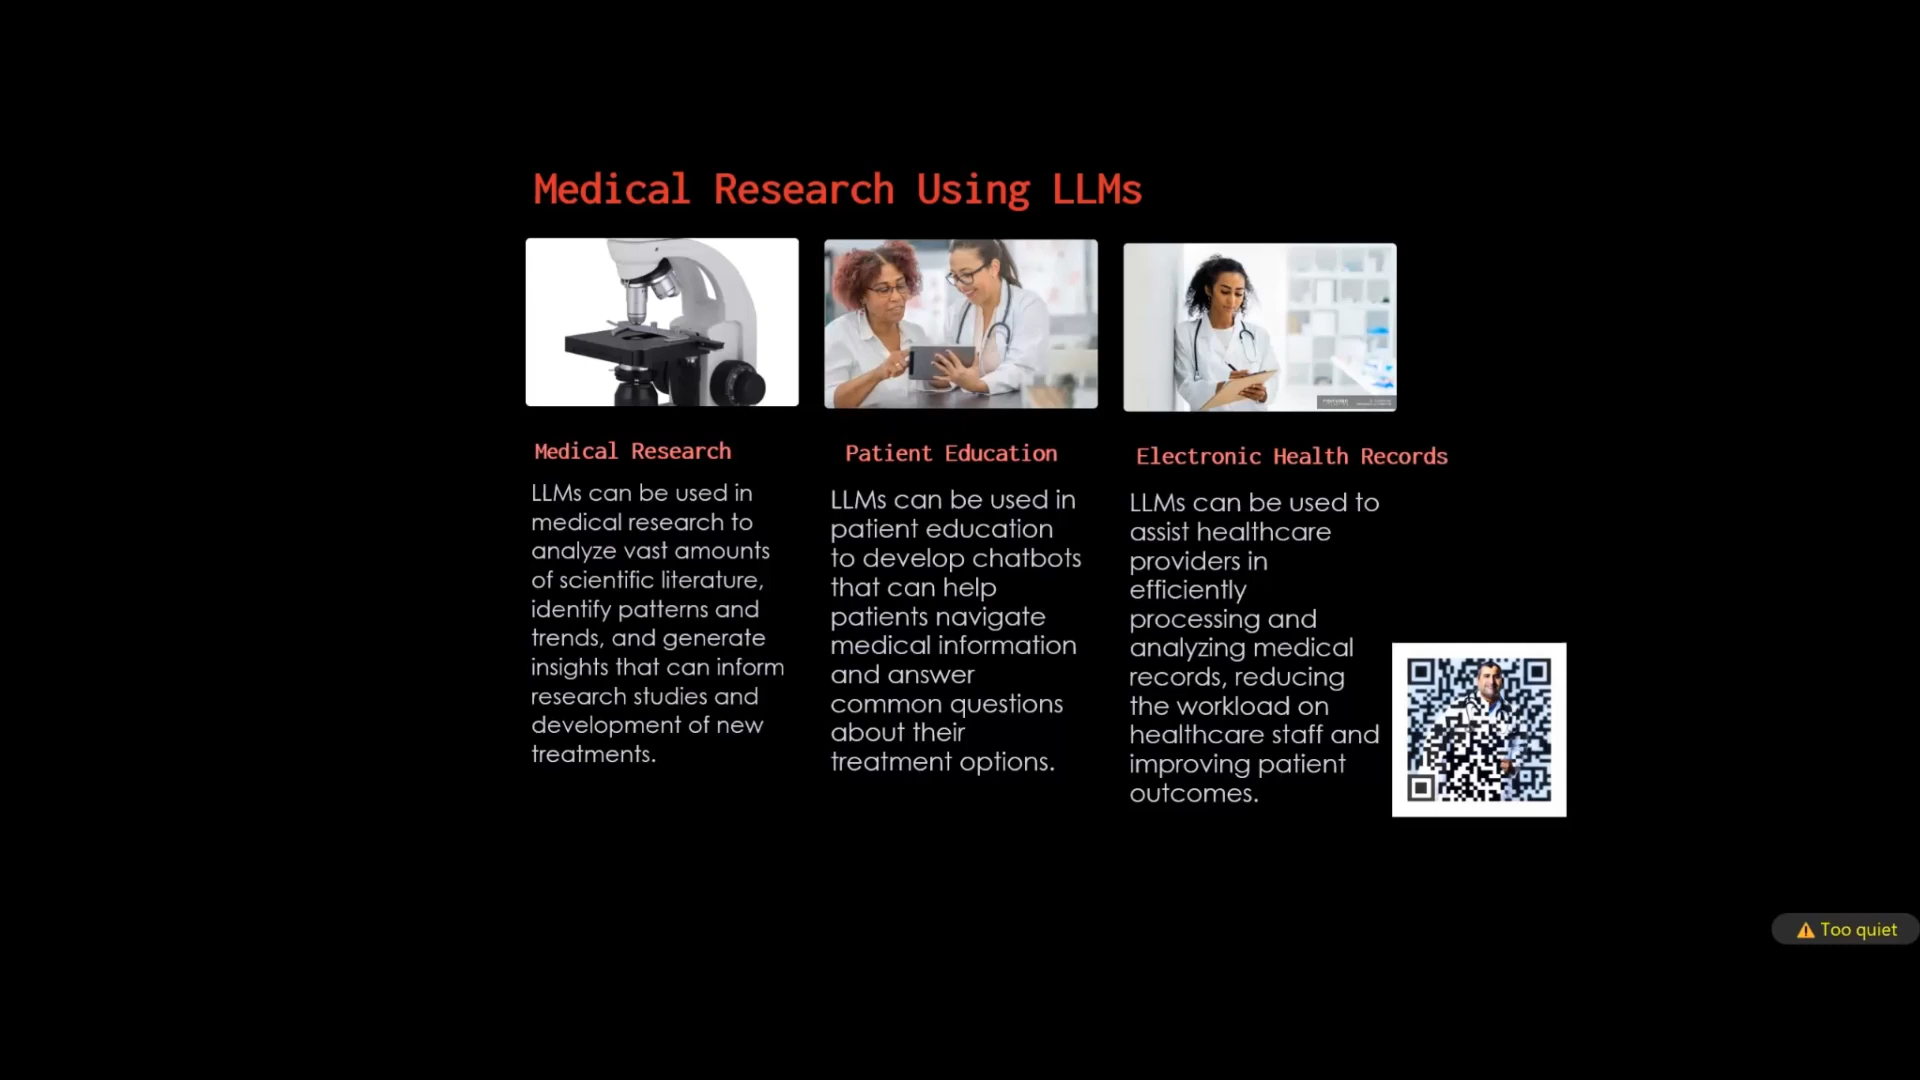 Medical Research Using LLMs
Medical Research
LLMs can be used in
medical research to
analyze vast amounts
of scientific literature,
identify patterns and
trends, and generate
insights that can inform
research studies and
development of new
treatments.
Patient Education
LLMs can be used in
patient education
to develop chatbots
that can help
patients navigate
medical information
and answer
common questions
about their
treatment options.
Electronic Health Records
LLMs can be used to
assist healthcare
providers in
efficiently
processing and
analyzing medical
records, reducing
the workload on
healthcare staff and
improving patient
outcomes.
Too quiet